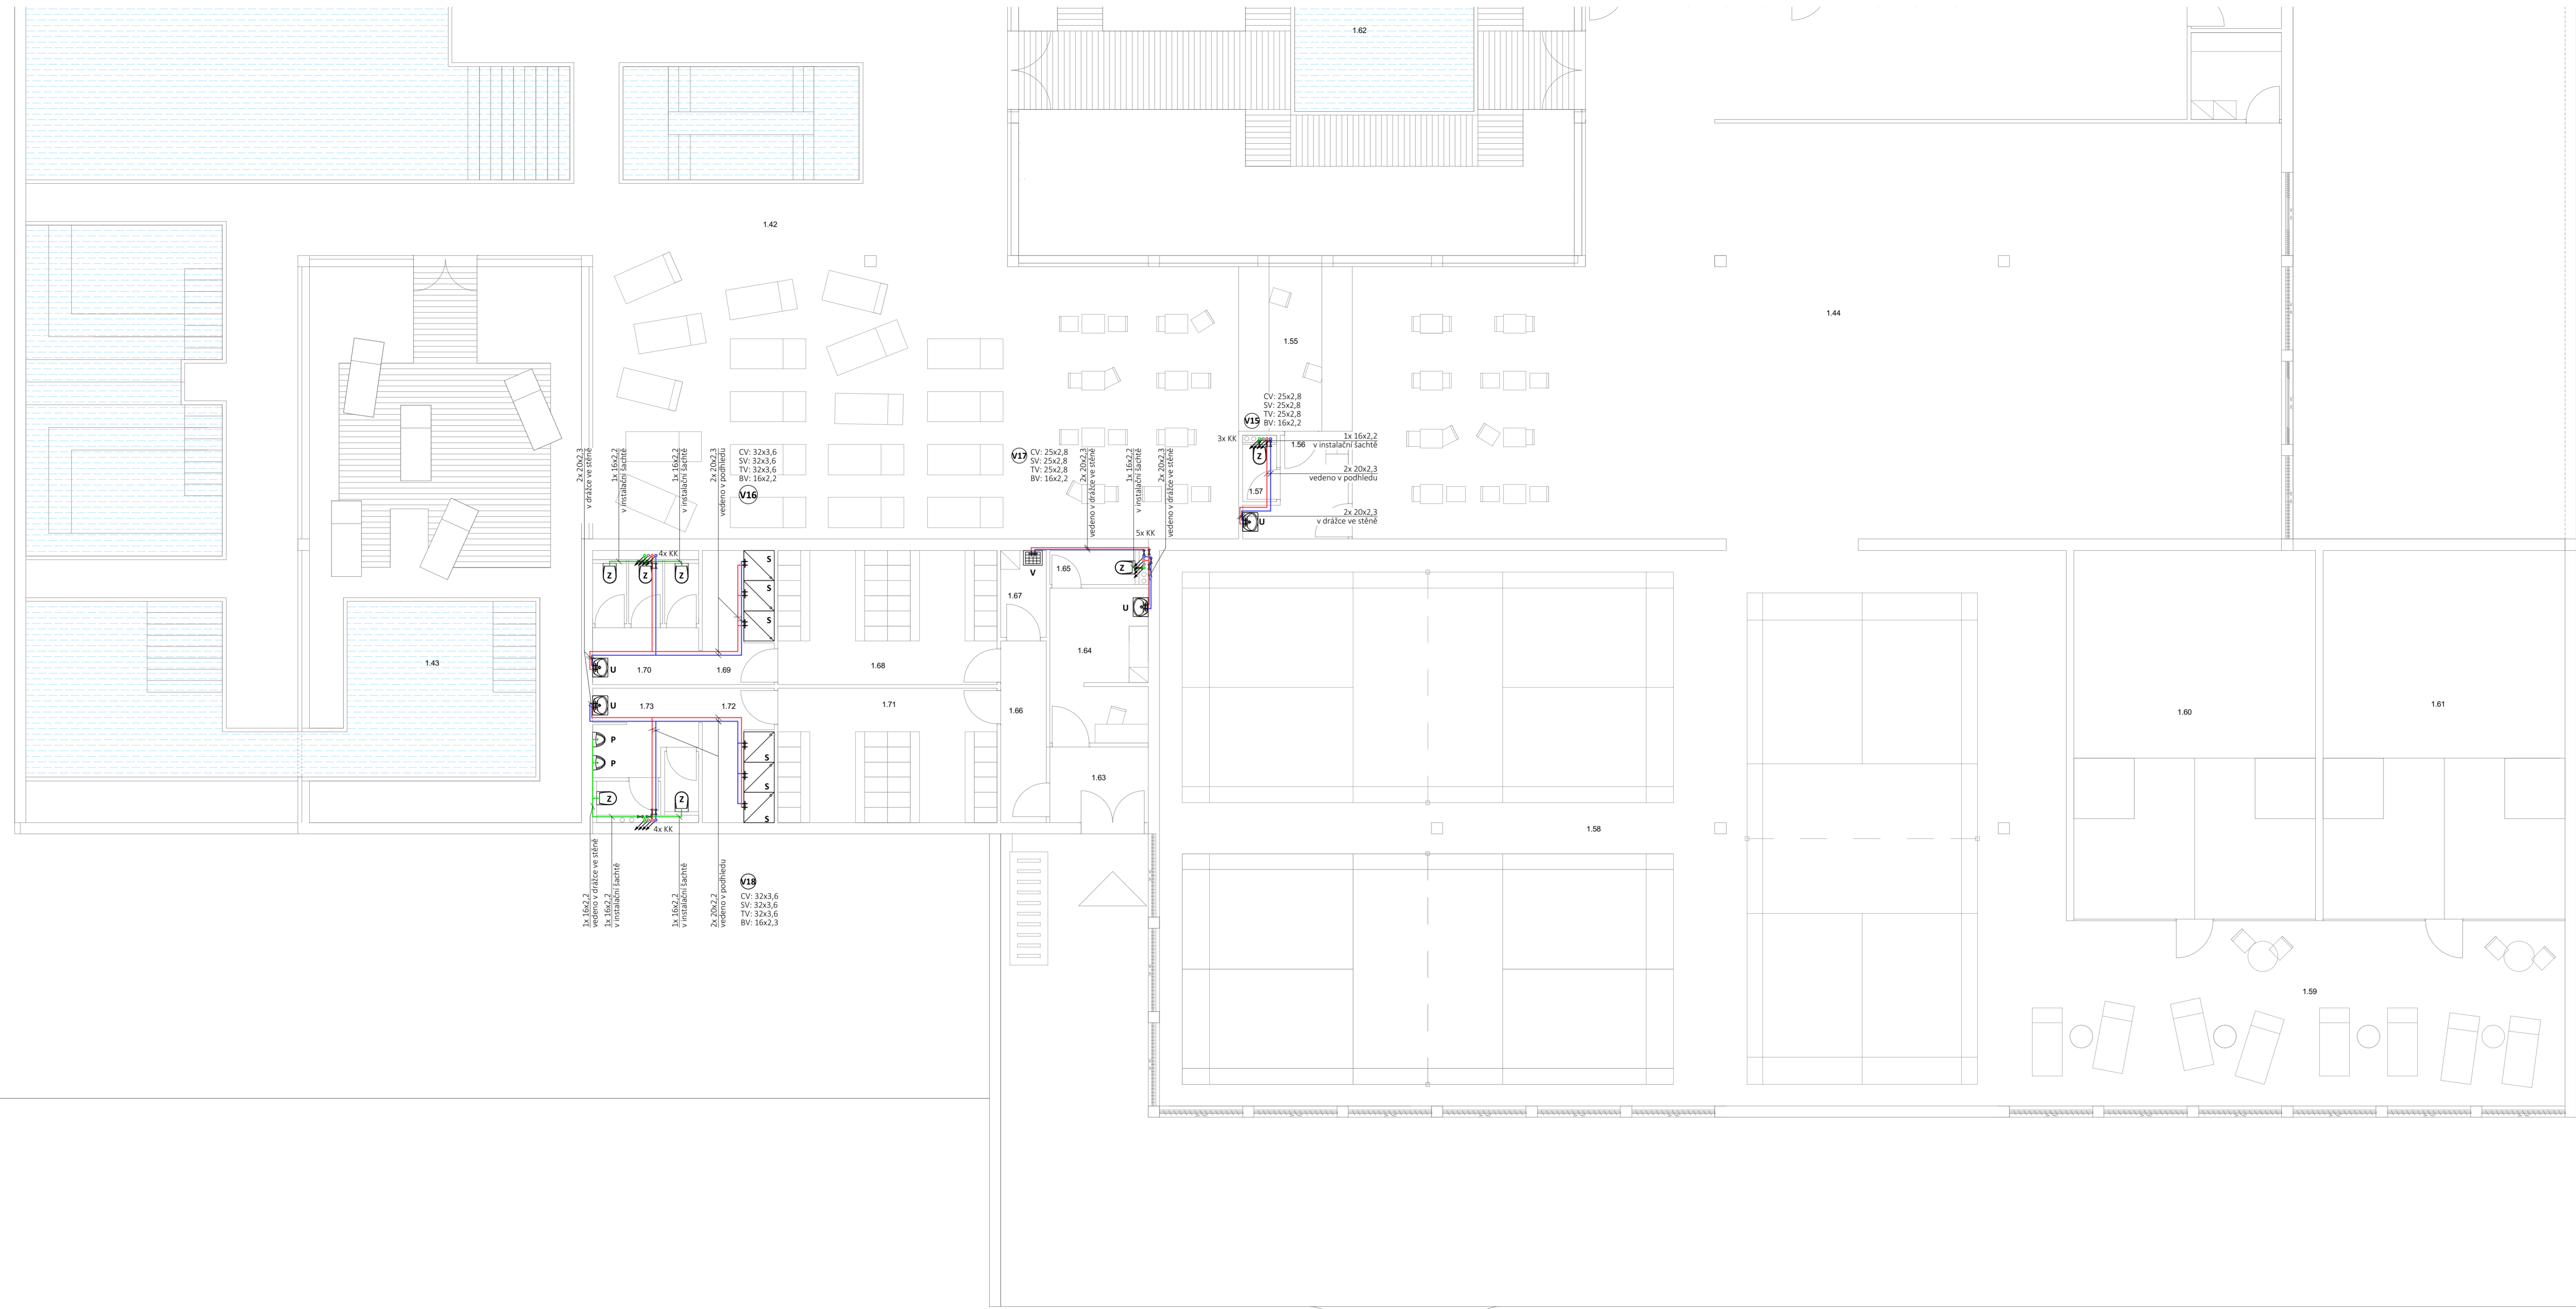 1.62
1.42
1.44
1.55
CV: 25x2,8
SV: 25x2,8
TV: 25x2,8
BV: 16x2,2
V15
3x KK
1.56
1x 16x2,2
v instalační šachtě
Z
2x 20x2,3
vedeno v podhledu
1.57
2x 20x2,3
v drážce ve stěně
U
2x 20x2,3
v drážce ve stěně
1x 16x2,2
v instalační šachtě
1x 16x2,2
v instalační šachtě
2x 20x2,3
vedeno v podhledu
CV: 32x3,6
SV: 32x3,6
TV: 32x3,6
BV: 16x2,2
V16
V17
CV: 25x2,8
SV: 25x2,8
TV: 25x2,8
BV: 16x2,2
2x 20x2,3
vedeno v drážce ve stěně
1x 16x2,2
v instalační šachtě
2x 20x2,3
vedeno v drážce ve stěně
5x KK
4x KK
Z
Z
Z
S
S
S
V
1.65
Z
1.67
U
1.64
1.43
U
1.70
1.69
1.68
U
1.73
1.72
1.71
1.66
P
P
Z
Z
S
S
S
4x KK
1.63
1.58
1.60
1.61
1.59
1x 16x2,2
vedeno v drážce ve stěně
1x 16x2,2
v instalační šachtě
1x 16x2,2
v instalační šachtě
2x 20x2,2
vedeno v podhledu
V18
CV: 32x3,6
SV: 32x3,6
TV: 32x3,6
BV: 16x2,3